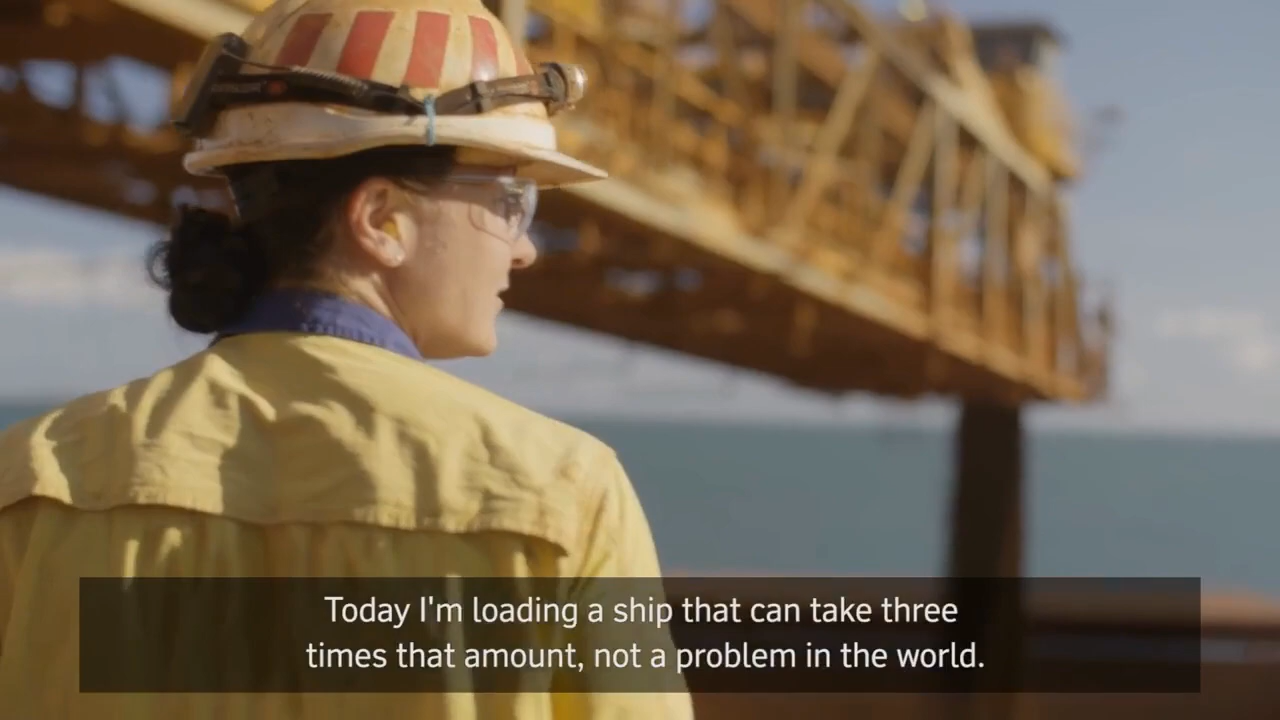 Today I'm loading a ship that can take three
times that amount, not a problem in the world.